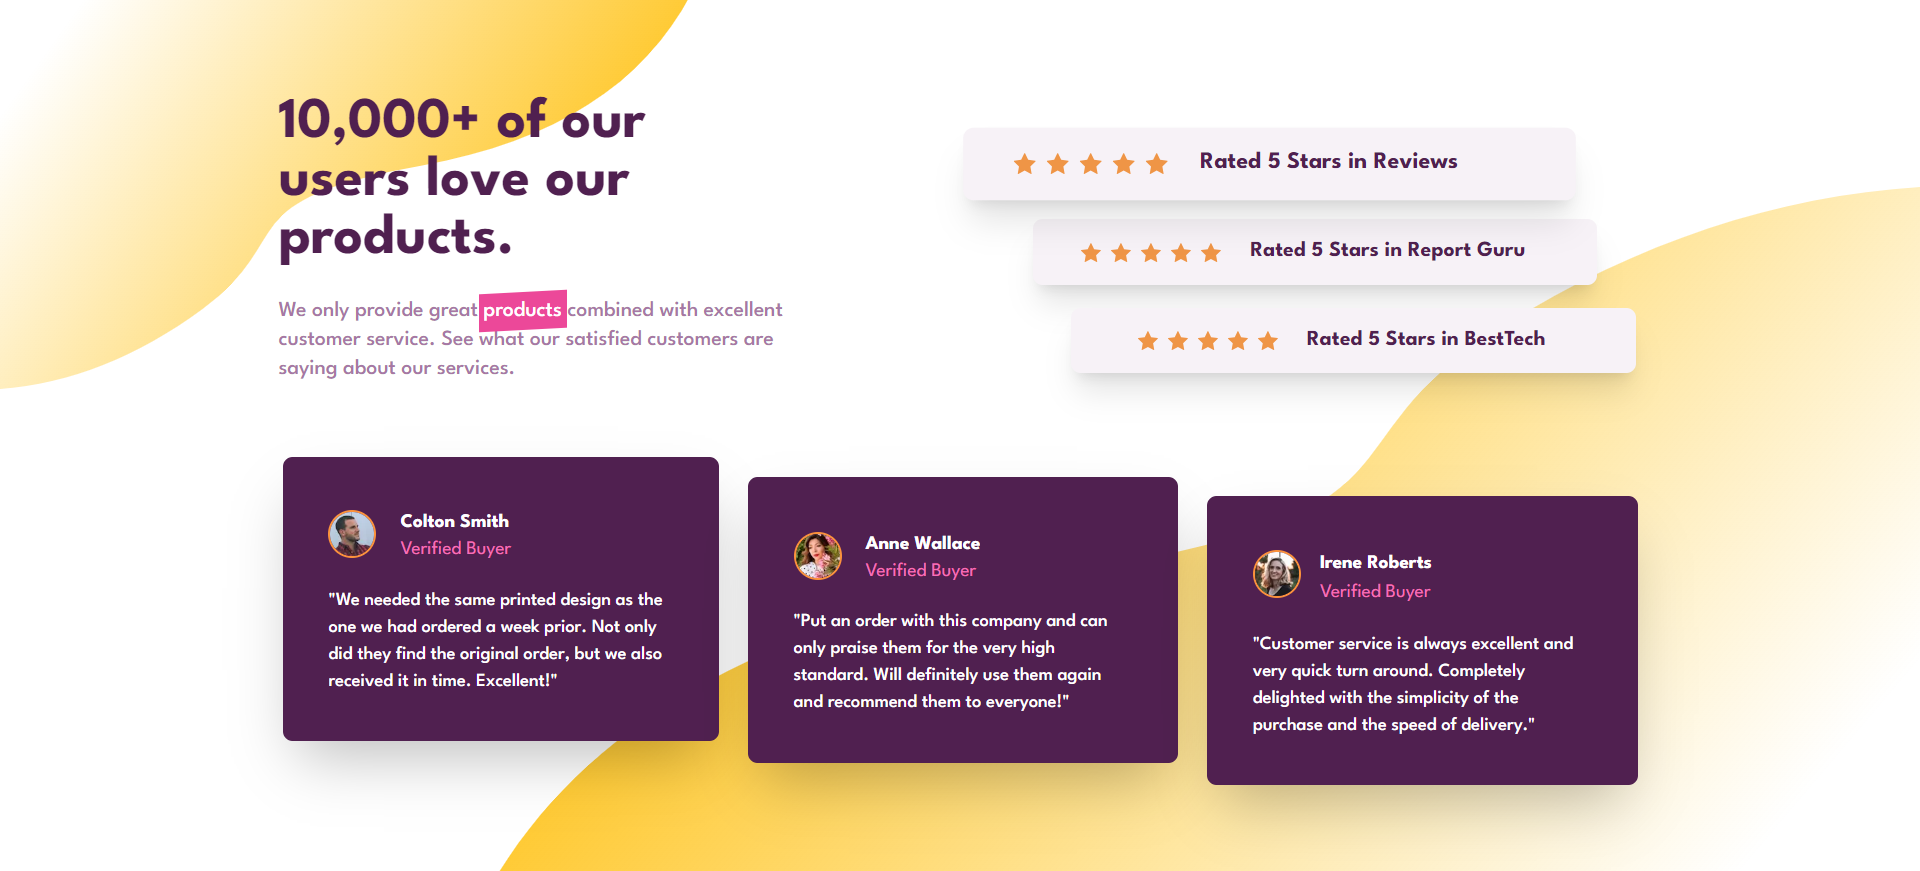 10,000+ of our
users love our
products.
We only provide great products combined with excellent
customer service. See what our satisfied customers are
saying about our services.
Rated 5 Stars in Reviews
Rated 5 Stars in Report Guru
Rated 5 Stars in BestTech
Colton Smith
Verified Buyer
"We needed the same printed design as the
one we had ordered a week prior. Not only
did they find the original order, but we also
received it in time. Excellent!"
Anne Wallace
Verified Buyer
"Put an order with this company and can
only praise them for the very high
standard. Will definitely use them again
and recommend them to everyone!"
Irene Roberts
Verified Buyer
"Customer service is always excellent and
very quick turn around. Completely
delighted with the simplicity of the
purchase and the speed of delivery."